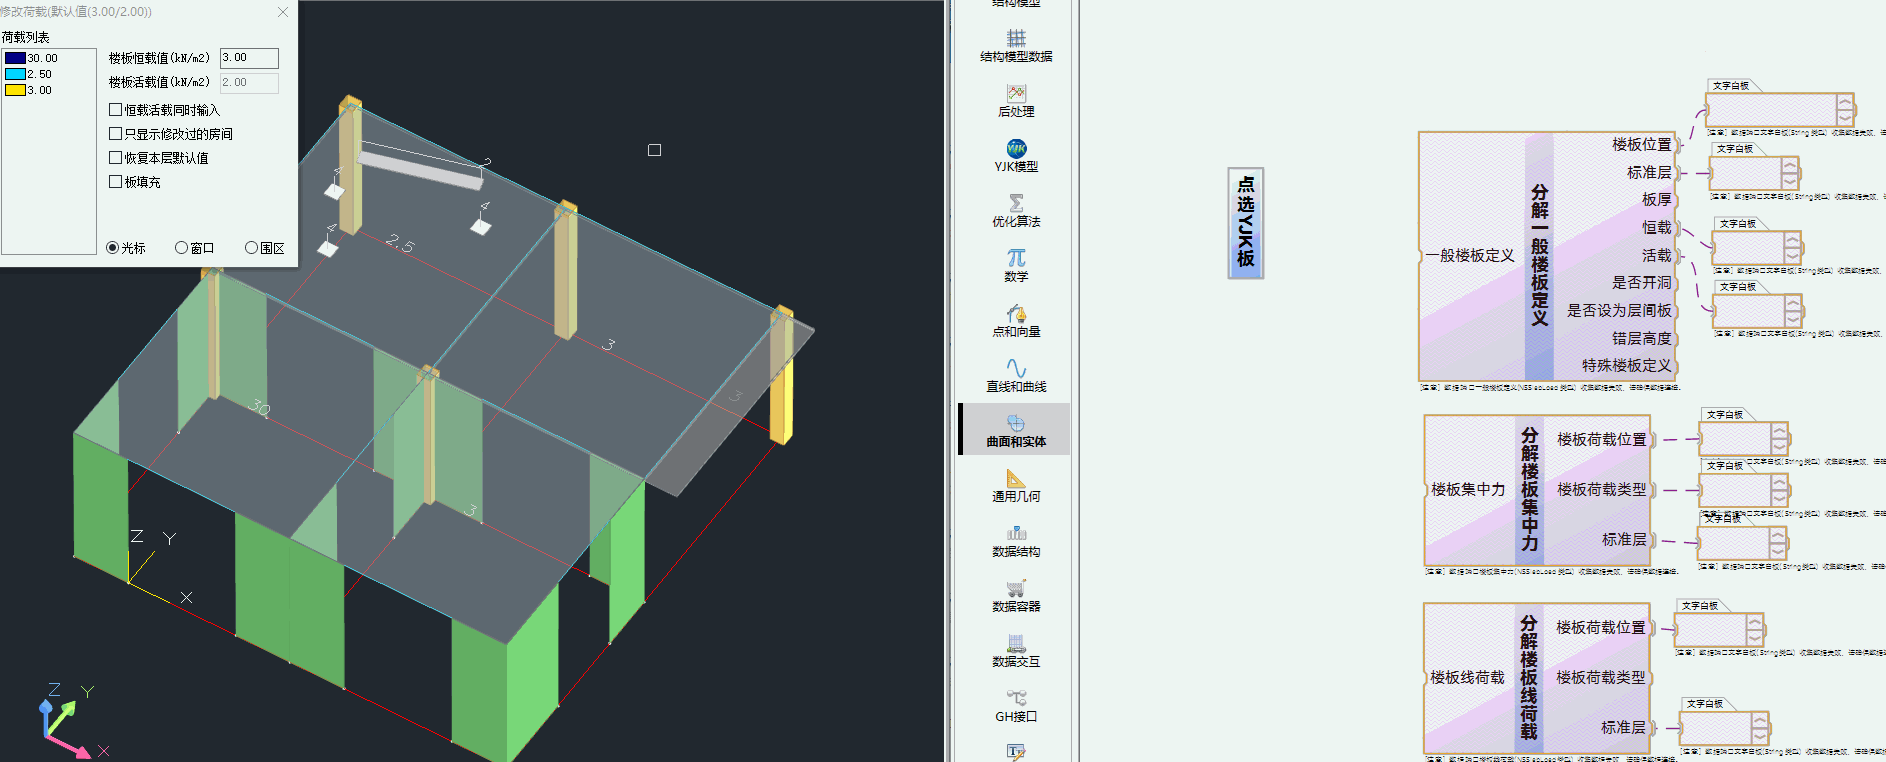 修改荷载(默认值(3.00/2.00))
荷载列表
30.00
2.50
3.00
楼板恒载值(kN/m2)
3.00
楼板活载值(kN/m2)
2.00
恒载活载同时输入
只显示修改过的房间
恢复本层默认值
板填充
光标
窗口
围区
2
4
4
4
2.5
3
3
30
3
Z
Y
X
Z
Y
X
结构模型
结构模型数据
后处理
YJK模型
优化算法
数学
点和向量
直线和曲线
曲面和实体
通用几何
数据结构
数据容器
数据交互
GH接口
点选YJK板
一般楼板定义
分解一般楼板定义
楼板位置
标准层
板厚
恒载
活载
是否开洞
是否设为层间板
错层高度
特殊楼板定义
文字白板
文字白板
文字白板
文字白板
楼板集中力
分解楼板集中力
楼板荷载位置
楼板荷载类型
标准层
文字白板
文字白板
文字白板
楼板线荷载
分解楼板线荷载
楼板荷载位置
楼板荷载类型
标准层
文字白板
文字白板